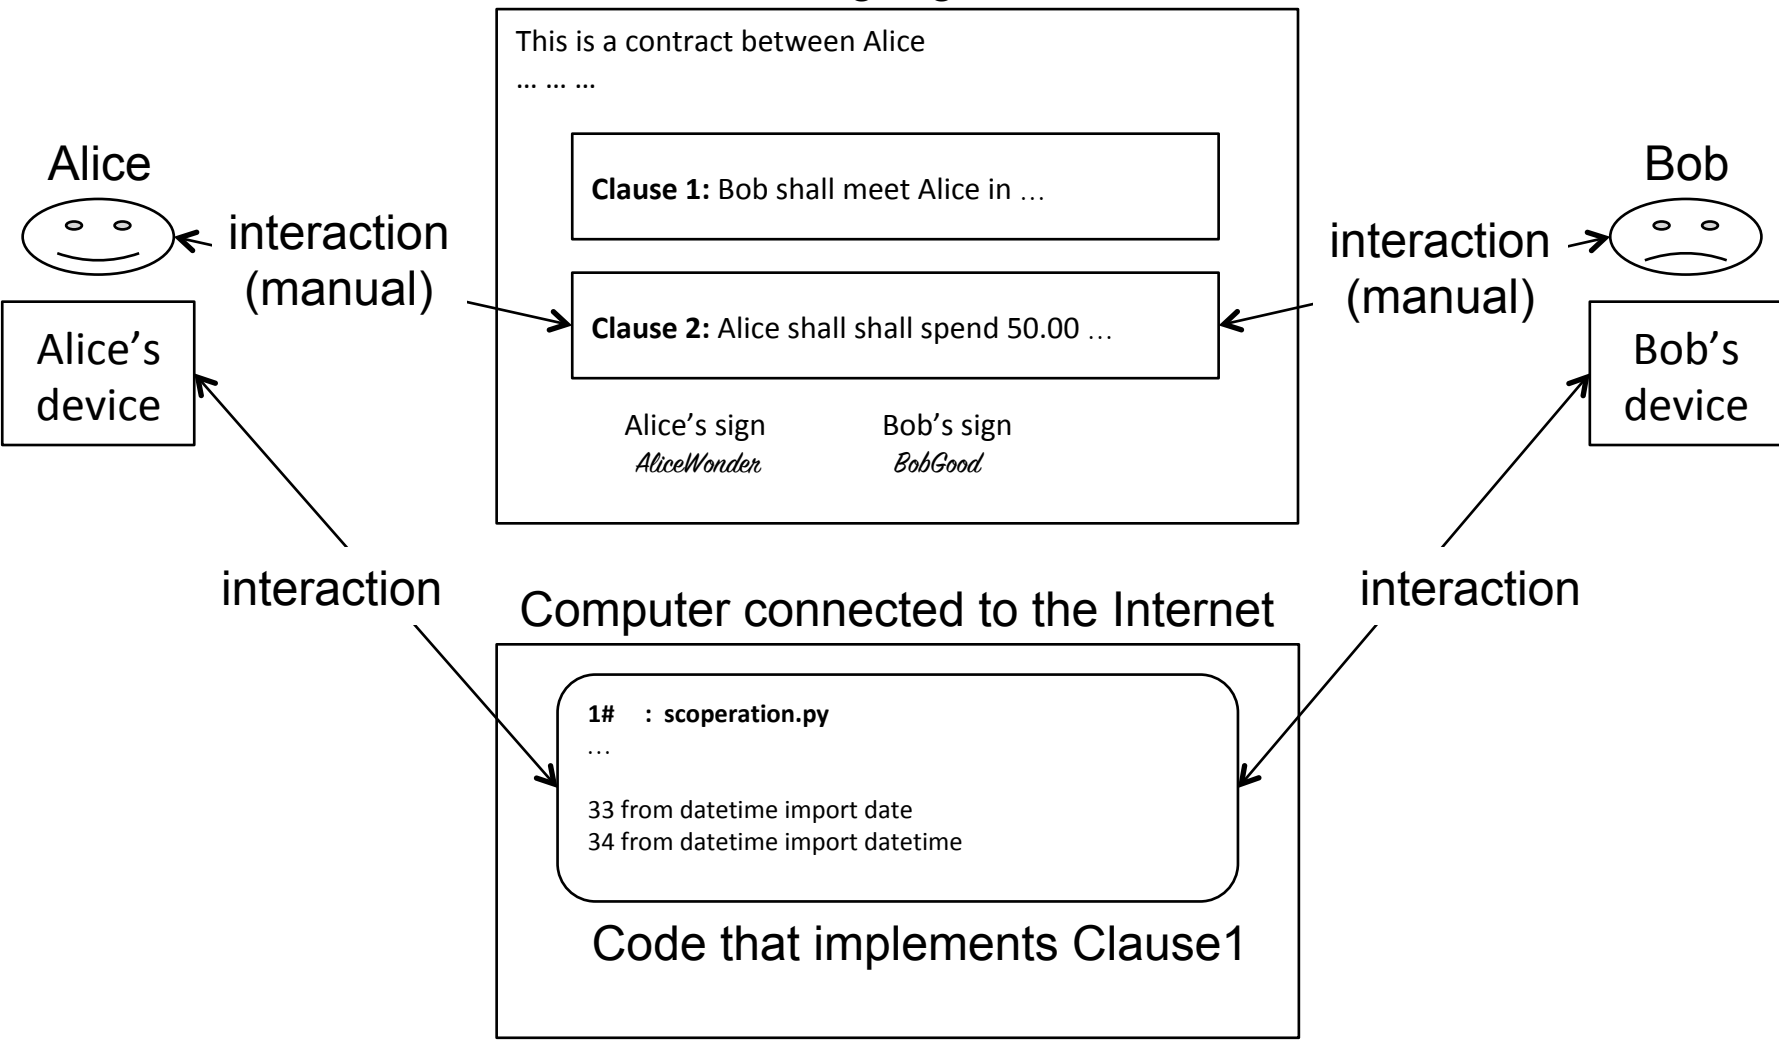 This is a contract between Alice
... ... ...
Alice
Bob
Clause 1: Bob shall meet Alice in ...
interaction
(manual)
interaction
(manual)
Clause 2: Alice shall shall spend 50.00 ...
Alice's
device
Bob's
device
Alice's sign
Bob's sign
AliceWonder
BobGood
interaction
interaction
Computer connected to the Internet
1# : scoperation.py
...
33 from datetime import date
34 from datetime import datetime
Code that implements Clause1